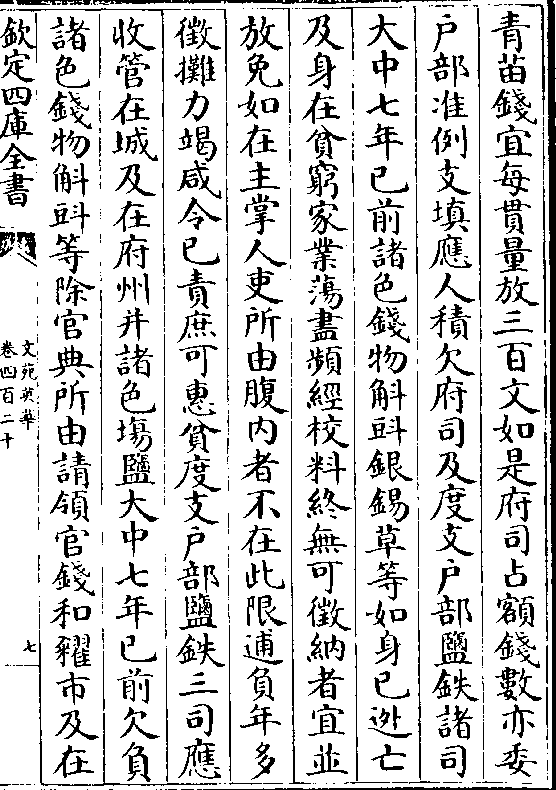 青苗錢宜每貫量放三百文如是府司占額錢數亦委
户部准例支填應人積欠府司及度支户部鹽鉄諸司
大中七年已前諸色錢物斛㪷銀錫草等如身已逃亡
及身在貧窮家業蕩盡頻經校料終無可徵納者宜並
放免如在主掌人吏所由腹内者不在此限逋負年多
徵攤力竭咸令已責庶可惠貧度支户部鹽鉄三司應
收管在城及在府州并諸色塲鹽大中七年已前欠負
諸色錢物斛㪷等除官典所由請領官錢和糴市及在
欽定四庫全書
文苑英華
卷四百二十
七